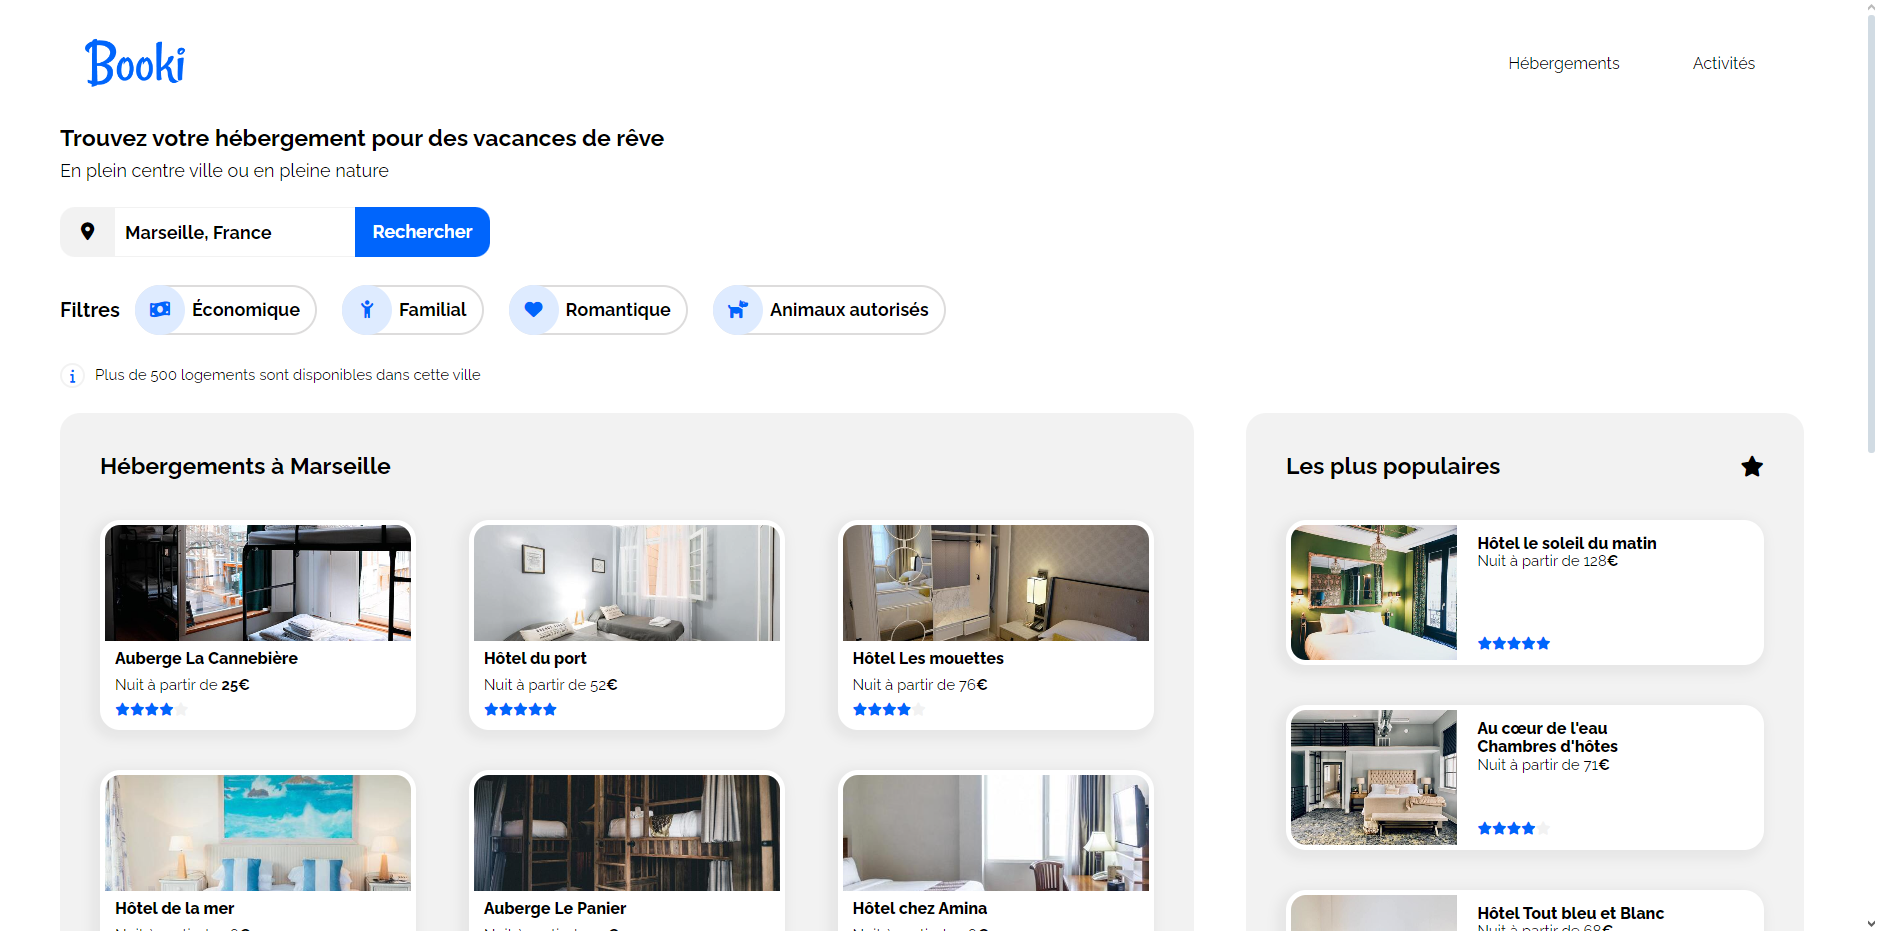 Booki
Hébergements
Activités
Trouvez votre hébergement pour des vacances de rêve
En plein centre ville ou en pleine nature
Marseille, France
Rechercher
Filtres
Économique
Familial
Romantique
Animaux autorisés
Plus de 500 logements sont disponibles dans cette ville
Hébergements à Marseille
Auberge La Cannebière
Nuit à partir de 25€
Hôtel du port
Nuit à partir de 52€
Hôtel Les mouettes
Nuit à partir de 76€
Hôtel de la mer
Auberge Le Panier
Hôtel chez Amina
Les plus populaires
Hôtel le soleil du matin
Nuit à partir de 128€
Au cœur de l'eau
Chambres d'hôtes
Nuit à partir de 71€
Hôtel Tout bleu et Blanc
Nuit à partir de 68€